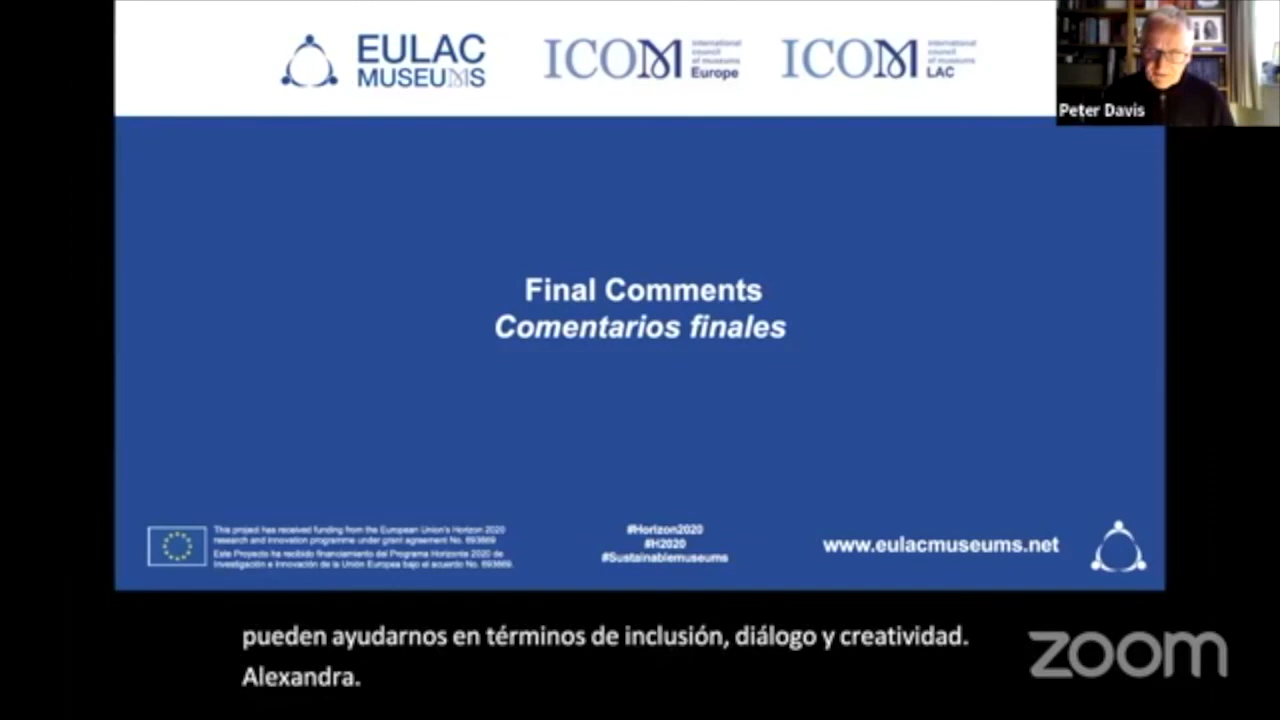 EULAC
MUSEUMS
ICOM
international
council
of museums
Europe
ICOM
international
council
of museums
LAC
Peter Davis
Final Comments
Comentarios finales
This project has received funding from the European Union's Horizon 2020
research and innovation programme under grant agreement No. 693669
Este Proyecto ha recibido financiamiento del Programa Horizonte 2020 de
Investigación e Innovación de la Unión Europea bajo el acuerdo No. 693669.
#Horizon2020
#H2020
#Sustainablemuseums
www.eulacmuseums.net
pueden ayudarnos en términos de inclusión, diálogo y creatividad.
Alexandra.
zoom